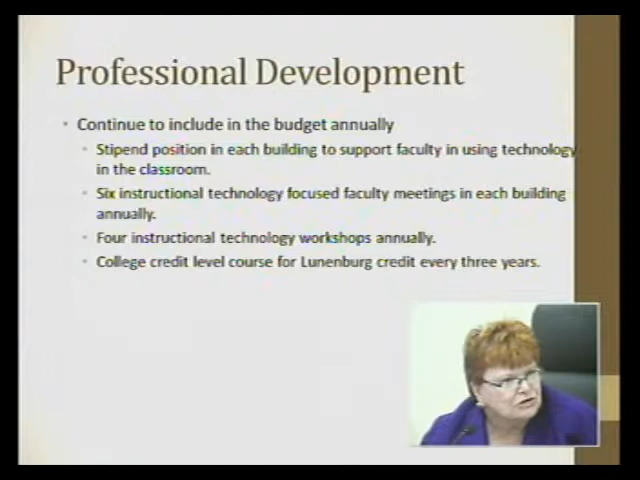 Professional Development
Continue to include in the budget annually
Stipend position in each building to support faculty in using technology
in the classroom.
Six instructional technology focused faculty meetings in each building
annually.
Four instructional technology workshops annually.
College credit level course for Lunenburg credit every three years.